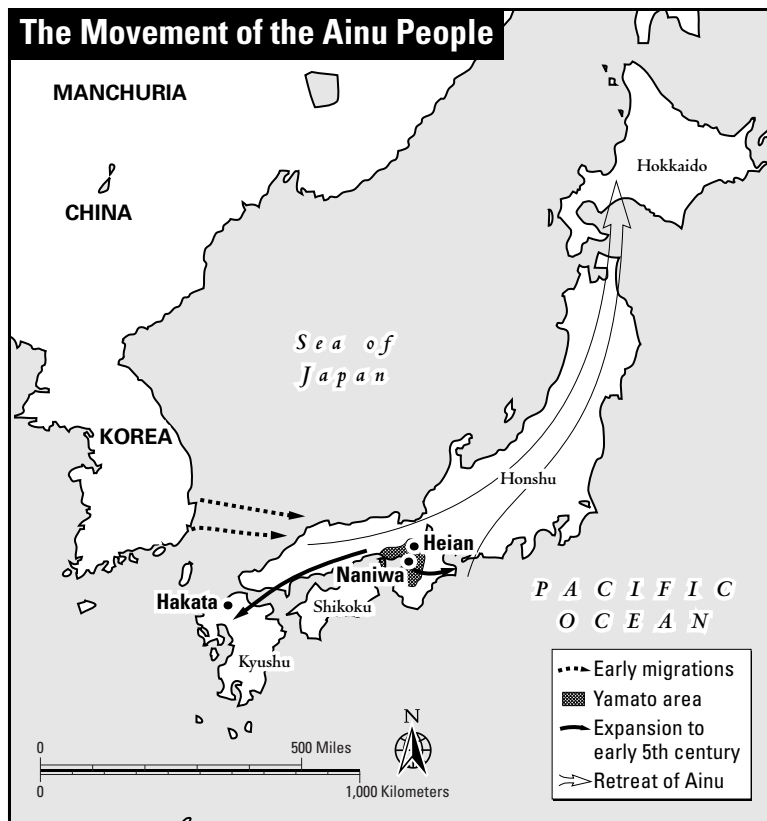 The Movement of the Ainu People
MANCHURIA
Hokkaido
CHINA
Sea of
Japan
KOREA
Honshu
Heian
Naniwa
Hakata
Shikoku
PACIFIC
OCEAN
Kyushu
Early migrations
Yamato area
Expansion to
early 5th century
Retreat of Ainu
N
0
500 Miles
0
1,000 Kilometers